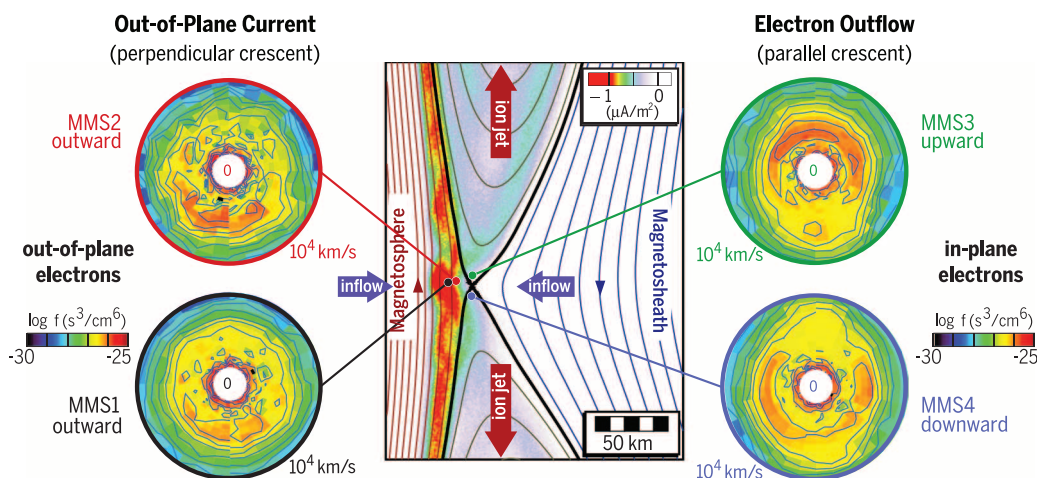 Out-of-Plane Current
(perpendicular crescent)
Electron Outflow
(parallel crescent)
MMS2
outward
0
10⁴ km/s
out-of-plane
electrons
log f (s³/cm⁶)
-30
-25
MMS1
outward
0
10⁴ km/s
ion jet
−1
0
(μA/m²)
Magnetosphere
inflow
inflow
Magnetosheath
ion jet
50 km
MMS3
upward
0
10⁴ km/s
in-plane
electrons
log f (s³/cm⁶)
-30
-25
MMS4
downward
0
10⁴ km/s